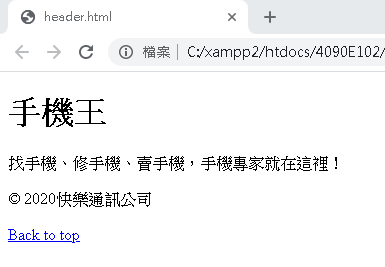 heeder.html
檔案 C:/xampp2/htdocs/4090E102/
手機王
找手機、修手機、賣手機，手機專家就在這裡！
© 2020快樂通訊公司
Back to top